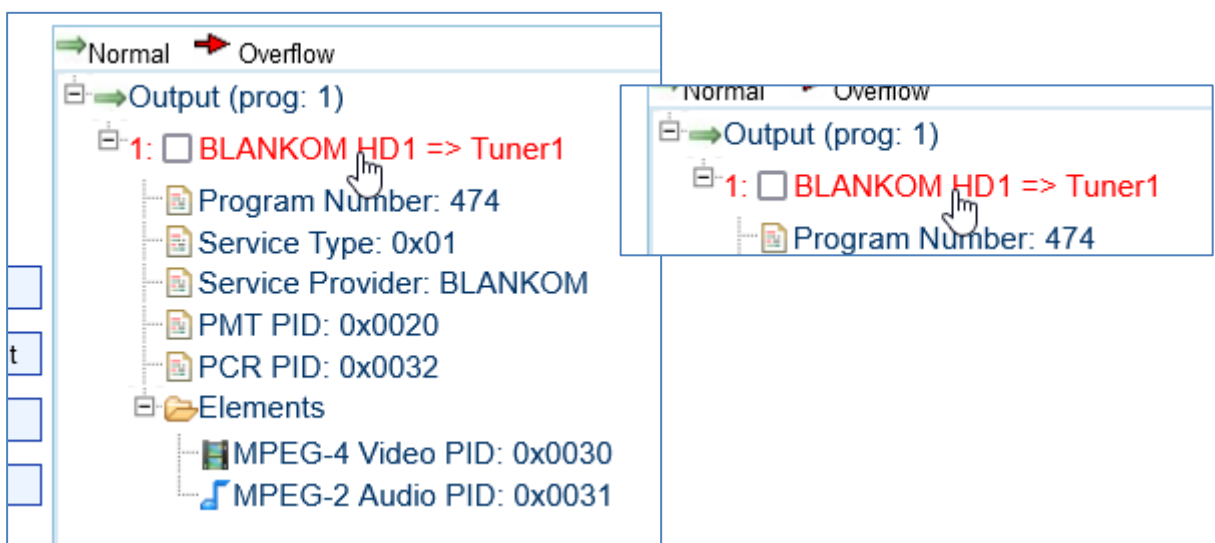 Normal Overflow
Output (prog: 1)
1: BLANKOM HD1 => Tuner1
Program Number: 474
Service Type: 0x01
Service Provider: BLANKOM
PMT PID: 0x0020
PCR PID: 0x0032
Elements
MPEG-4 Video PID: 0x0030
MPEG-2 Audio PID: 0x0031
t
Normal Overflow
Output (prog: 1)
1: BLANKOM HD1 => Tuner1
Program Number: 474